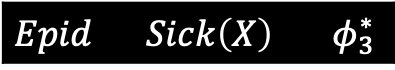 Epid Sick(X) ϕ₃*